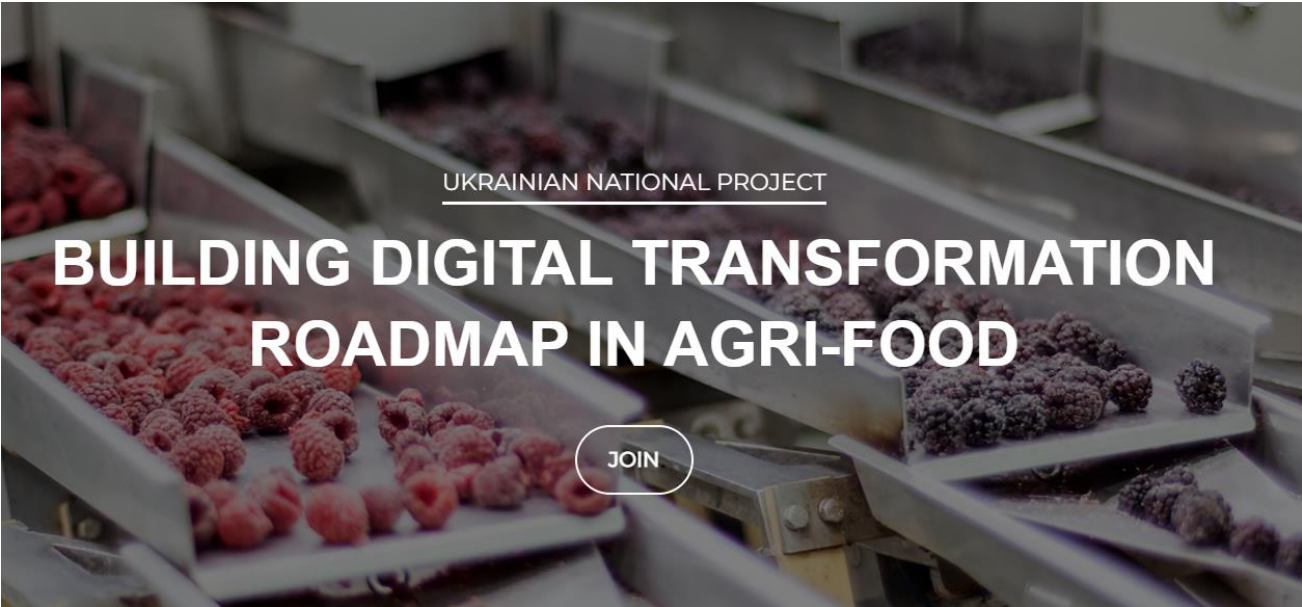 UKRAINIAN NATIONAL PROJECT
BUILDING DIGITAL TRANSFORMATION
ROADMAP IN AGRI-FOOD
JOIN